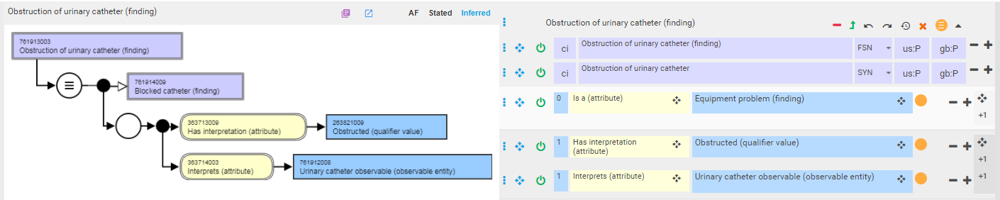 Obstruction of urinary catheter (finding)
AF Stated Inferred
761913003
Obstruction of urinary catheter (finding)
761914009
Blocked catheter (finding)
363713009
Has interpretation (attribute)
263821009
Obstructed (qualifier value)
363714003
Interprets (attribute)
761912008
Urinary catheter observable (observable entity)
Obstruction of urinary catheter (finding)
ci Obstruction of urinary catheter (finding) FSN us:P gb:P
ci Obstruction of urinary catheter SYN us:P gb:P
0 Is a (attribute) Equipment problem (finding)
+1
1 Has interpretation (attribute) Obstructed (qualifier value)
+1
1 Interprets (attribute) Urinary catheter observable (observable entity) +1